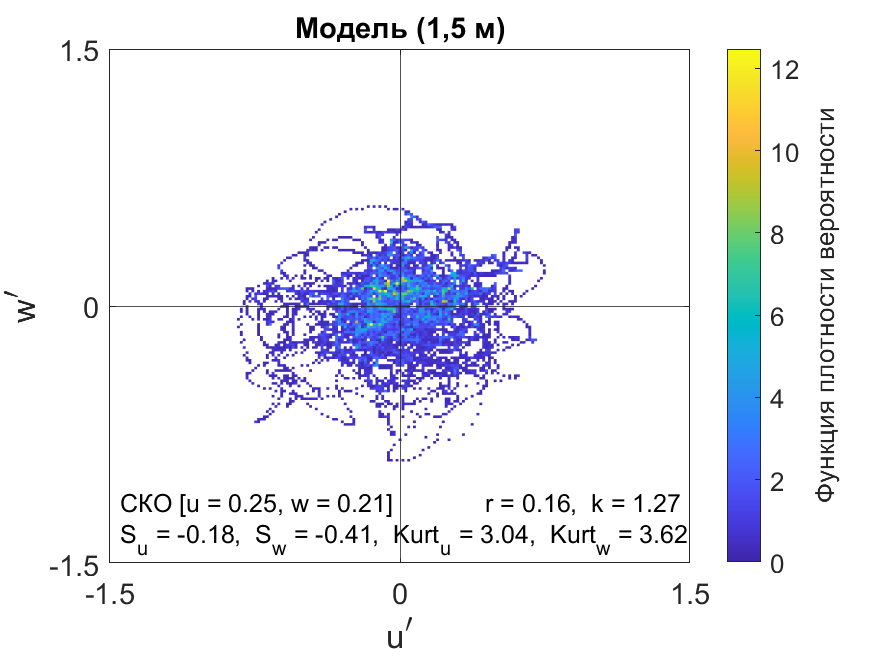 Модель (1,5 м)
1.5
0
-1.5
w′
СКО [u = 0.25, w = 0.21]
r = 0.16, k = 1.27
S_u = -0.18, S_w = -0.41, Kurt_u = 3.04, Kurt_w = 3.62
-1.5
0
1.5
u′
12
10
8
6
4
2
0
Функция плотности вероятности